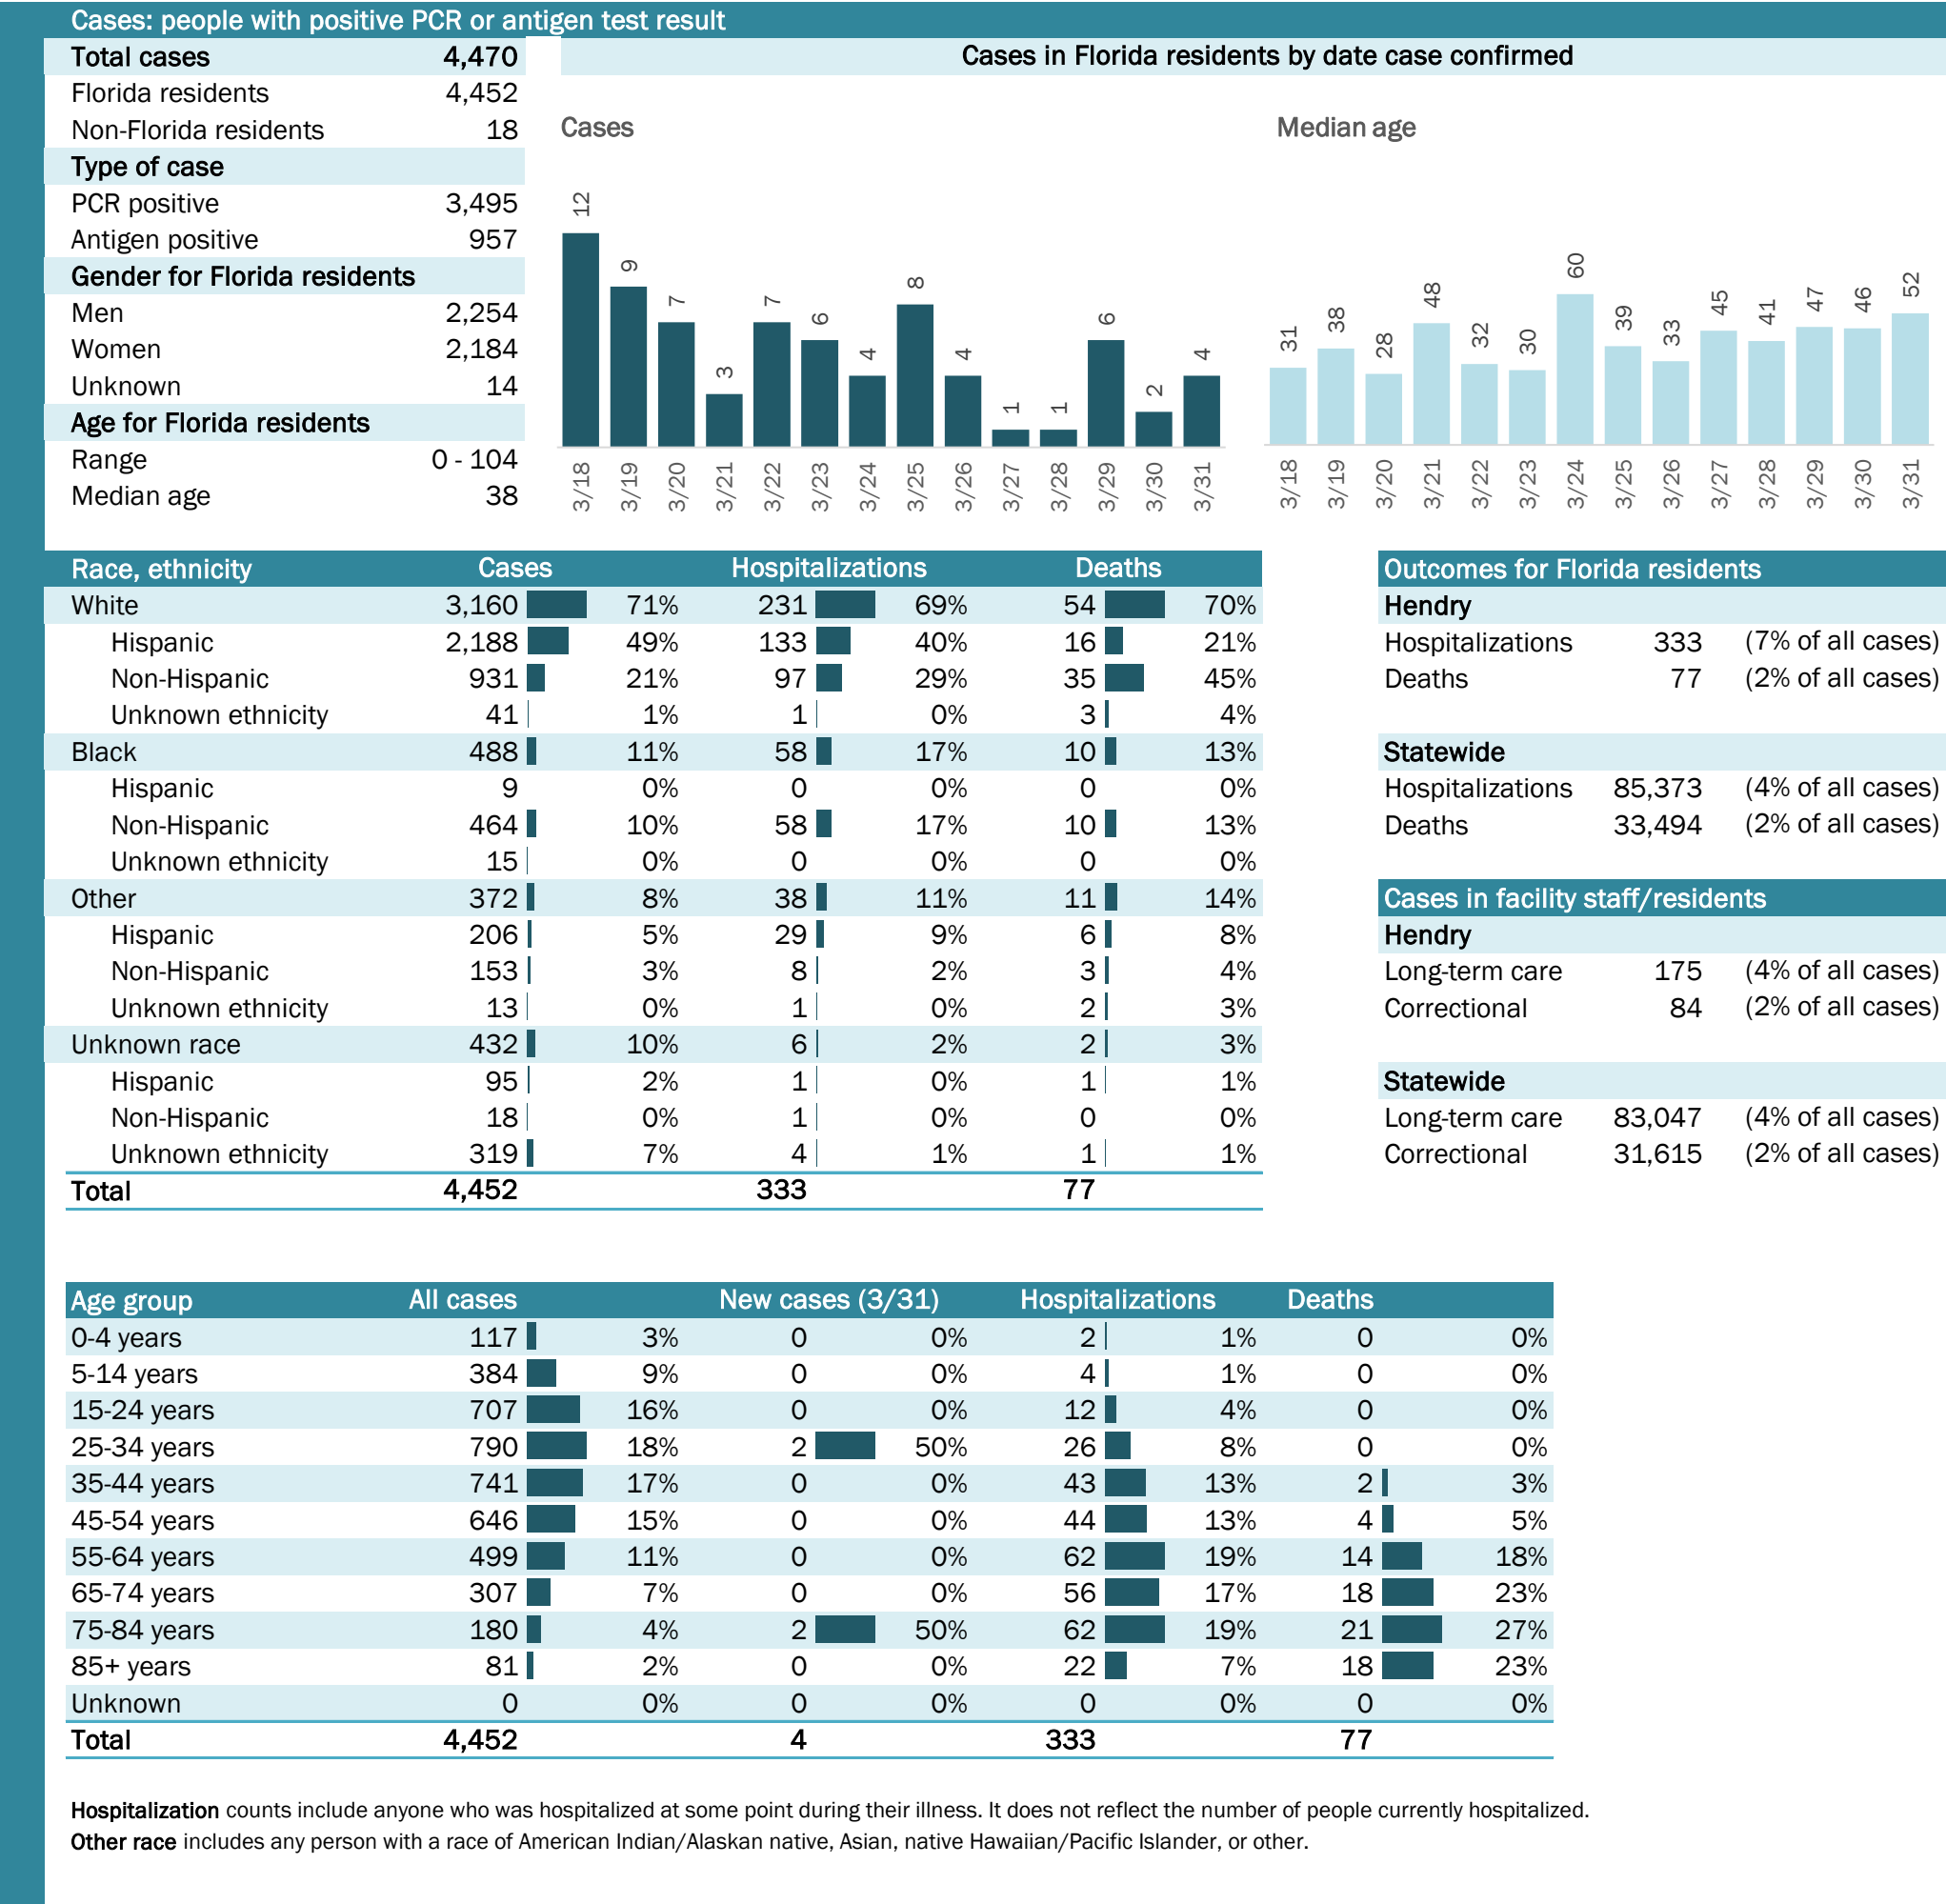 Cases: people with positive PCR or antigen test result
Total cases 4,470
Florida residents 4,452
Non-Florida residents 18
Type of case
PCR positive 3,495
Antigen positive 957
Gender for Florida residents
Men 2,254
Women 2,184
Unknown 14
Age for Florida residents
Range 0 - 104
Median age 38
Cases in Florida residents by date case confirmed
Cases
12 9 7 3 7 6 4 8 4 1 1 6 2 4
3/18 3/19 3/20 3/21 3/22 3/23 3/24 3/25 3/26 3/27 3/28 3/29 3/30 3/31
Median age
31 38 28 48 32 30 60 39 33 45 41 47 46 52
3/18 3/19 3/20 3/21 3/22 3/23 3/24 3/25 3/26 3/27 3/28 3/29 3/30 3/31
Race, ethnicity Cases Hospitalizations Deaths
White 3,160 71% 231 69% 54 70%
Hispanic 2,188 49% 133 40% 16 21%
Non-Hispanic 931 21% 97 29% 35 45%
Unknown ethnicity 41 1% 1 0% 3 4%
Black 488 11% 58 17% 10 13%
Hispanic 9 0% 0 0% 0 0%
Non-Hispanic 464 10% 58 17% 10 13%
Unknown ethnicity 15 0% 0 0% 0 0%
Other 372 8% 38 11% 11 14%
Hispanic 206 5% 29 9% 6 8%
Non-Hispanic 153 3% 8 2% 3 4%
Unknown ethnicity 13 0% 1 0% 2 3%
Unknown race 432 10% 6 2% 2 3%
Hispanic 95 2% 1 0% 1 1%
Non-Hispanic 18 0% 1 0% 0 0%
Unknown ethnicity 319 7% 4 1% 1 1%
Total 4,452 333 77
Outcomes for Florida residents
Hendry
Hospitalizations 333 (7% of all cases)
Deaths 77 (2% of all cases)
Statewide
Hospitalizations 85,373 (4% of all cases)
Deaths 33,494 (2% of all cases)
Cases in facility staff/residents
Hendry
Long-term care 175 (4% of all cases)
Correctional 84 (2% of all cases)
Statewide
Long-term care 83,047 (4% of all cases)
Correctional 31,615 (2% of all cases)
Age group All cases New cases (3/31) Hospitalizations Deaths
0-4 years 117 3% 0 0% 2 1% 0 0%
5-14 years 384 9% 0 0% 4 1% 0 0%
15-24 years 707 16% 0 0% 12 4% 0 0%
25-34 years 790 18% 2 50% 26 8% 0 0%
35-44 years 741 17% 0 0% 43 13% 2 3%
45-54 years 646 15% 0 0% 44 13% 4 5%
55-64 years 499 11% 0 0% 62 19% 14 18%
65-74 years 307 7% 0 0% 56 17% 18 23%
75-84 years 180 4% 2 50% 62 19% 21 27%
85+ years 81 2% 0 0% 22 7% 18 23%
Unknown 0 0% 0 0% 0 0% 0 0%
Total 4,452 4 333 77
Hospitalization counts include anyone who was hospitalized at some point during their illness. It does not reflect the number of people currently hospitalized.
Other race includes any person with a race of American Indian/Alaskan native, Asian, native Hawaiian/Pacific Islander, or other.